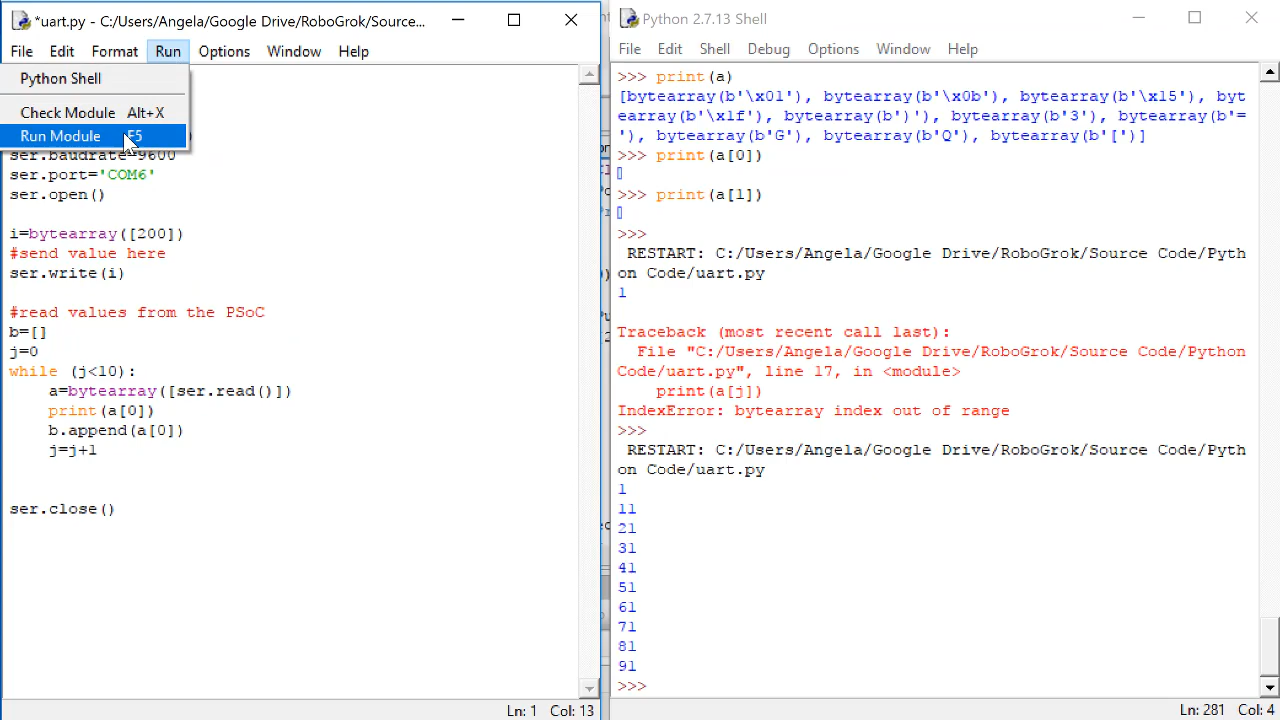 *uart.py - C:/Users/Angela/Google Drive/RoboGrok/Source...
File Edit Format Run Options Window Help
Python Shell
Check Module Alt+X
Run Module F5
ser.baudrate=9600
ser.port='COM6'
ser.open()
i=bytearray([200])
#send value here
ser.write(i)
#read values from the PSoC
b=[]
j=0
while (j<10):
a=bytearray([ser.read()])
print(a[0])
b.append(a[0])
j=j+1
ser.close()
Ln: 1 Col: 13
Python 2.7.13 Shell
File Edit Shell Debug Options Window Help
>>> print(a)
[bytearray(b'\x01'), bytearray(b'\x0b'), bytearray(b'\x15'), byt
earray(b'\x1f'), bytearray(b')'), bytearray(b'3'), bytearray(b'=
'), bytearray(b'G'), bytearray(b'Q'), bytearray(b'[')]
>>> print(a[0])
>>> print(a[1])
>>>
RESTART: C:/Users/Angela/Google Drive/RoboGrok/Source Code/Pyth
on Code/uart.py
1
Traceback (most recent call last):
File "C:/Users/Angela/Google Drive/RoboGrok/Source Code/Python
Code/uart.py", line 17, in <module>
print(a[j])
IndexError: bytearray index out of range
>>>
RESTART: C:/Users/Angela/Google Drive/RoboGrok/Source Code/Pyth
on Code/uart.py
1
11
21
31
41
51
61
71
81
91
>>>
Ln: 281 Col: 4